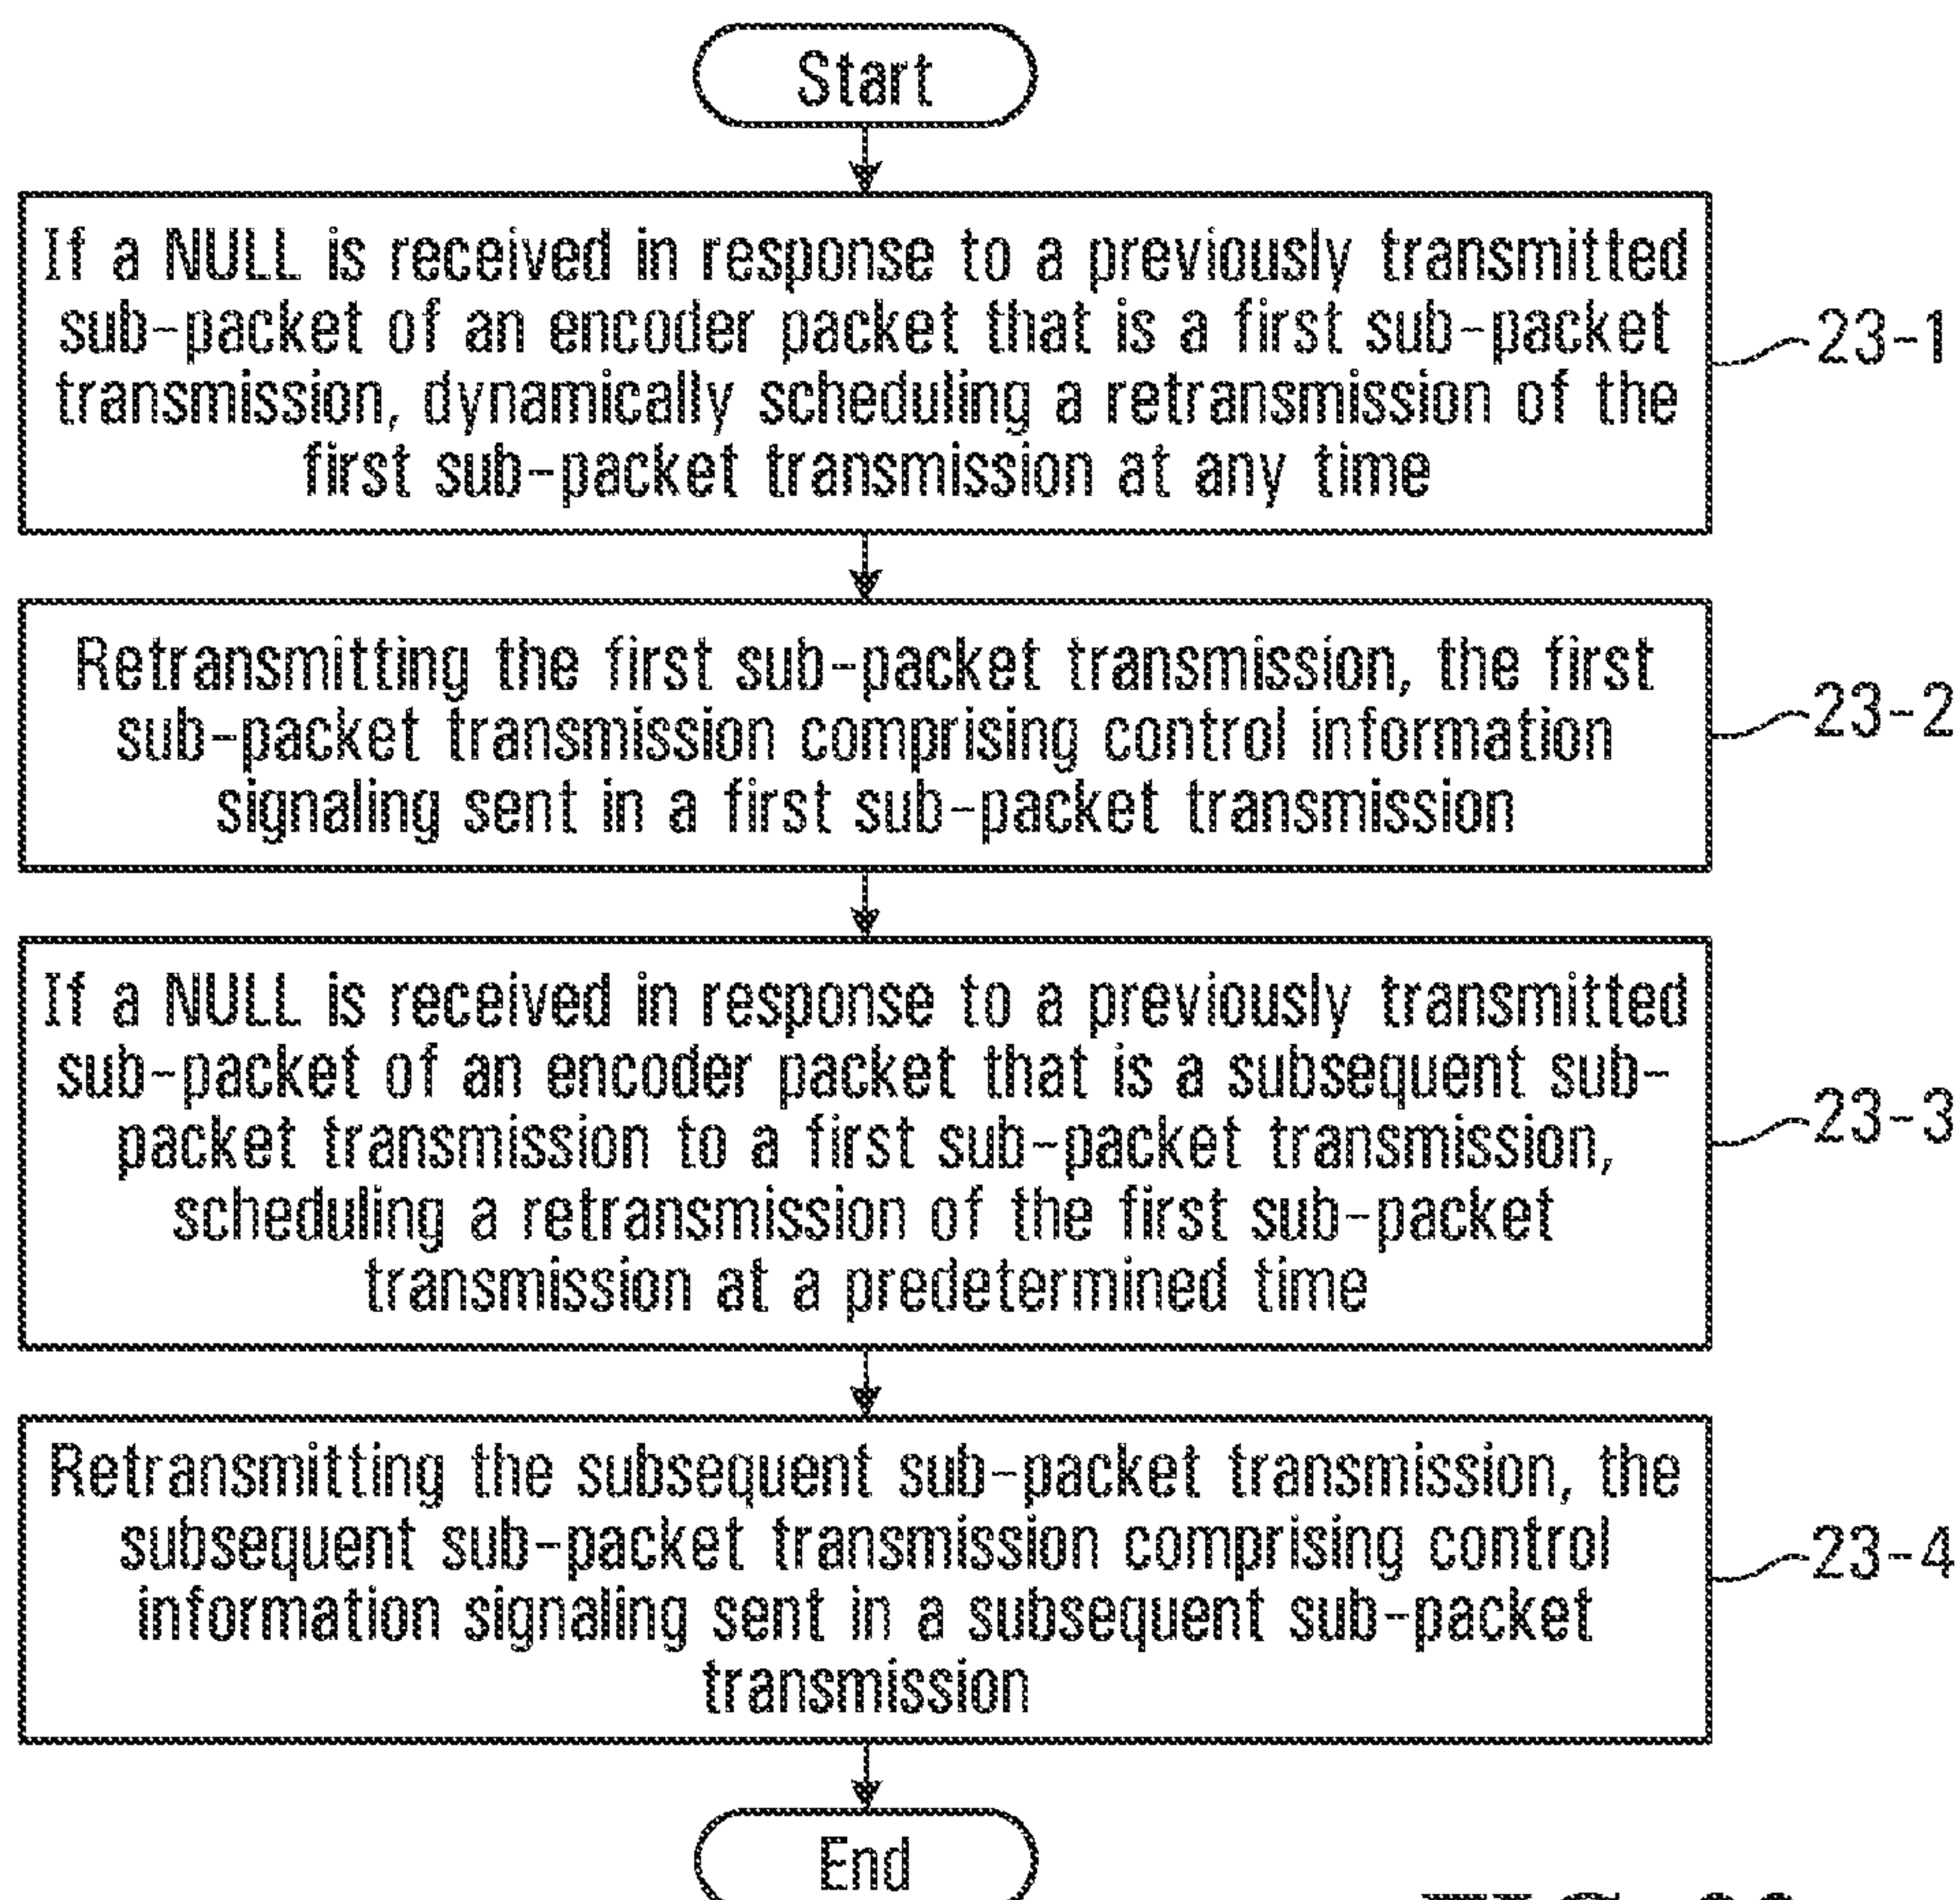 Start
If a NULL is received in response to a previously transmitted
sub-packet of an encoder packet that is a first sub-packet
transmission, dynamically scheduling a retransmission of the
first sub-packet transmission at any time
23-1
Retransmitting the first sub-packet transmission, the first
sub-packet transmission comprising control information
signaling sent in a first sub-packet transmission
23-2
If a NULL is received in response to a previously transmitted
sub-packet of an encoder packet that is a subsequent sub-
packet transmission to a first sub-packet transmission,
scheduling a retransmission of the first sub-packet
transmission at a predetermined time
23-3
Retransmitting the subsequent sub-packet transmission, the
subsequent sub-packet transmission comprising control
information signaling sent in a subsequent sub-packet
transmission
23-4
End